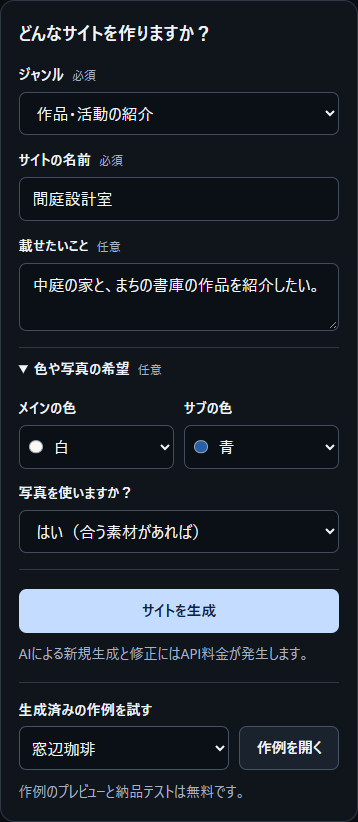 どんなサイトを作りますか？
ジャンル 必須
作品・活動の紹介
サイトの名前 必須
間庭設計室
載せたいこと 任意
中庭の家と、まちの書庫の作品を紹介したい。
▼ 色や写真の希望 任意
メインの色 サブの色
白 青
写真を使いますか？
はい（合う素材があれば）
サイトを生成
AIによる新規生成と修正にはAPI料金が発生します。
生成済みの作例を試す
窓辺珈琲 作例を開く
作例のプレビューと納品テストは無料です。